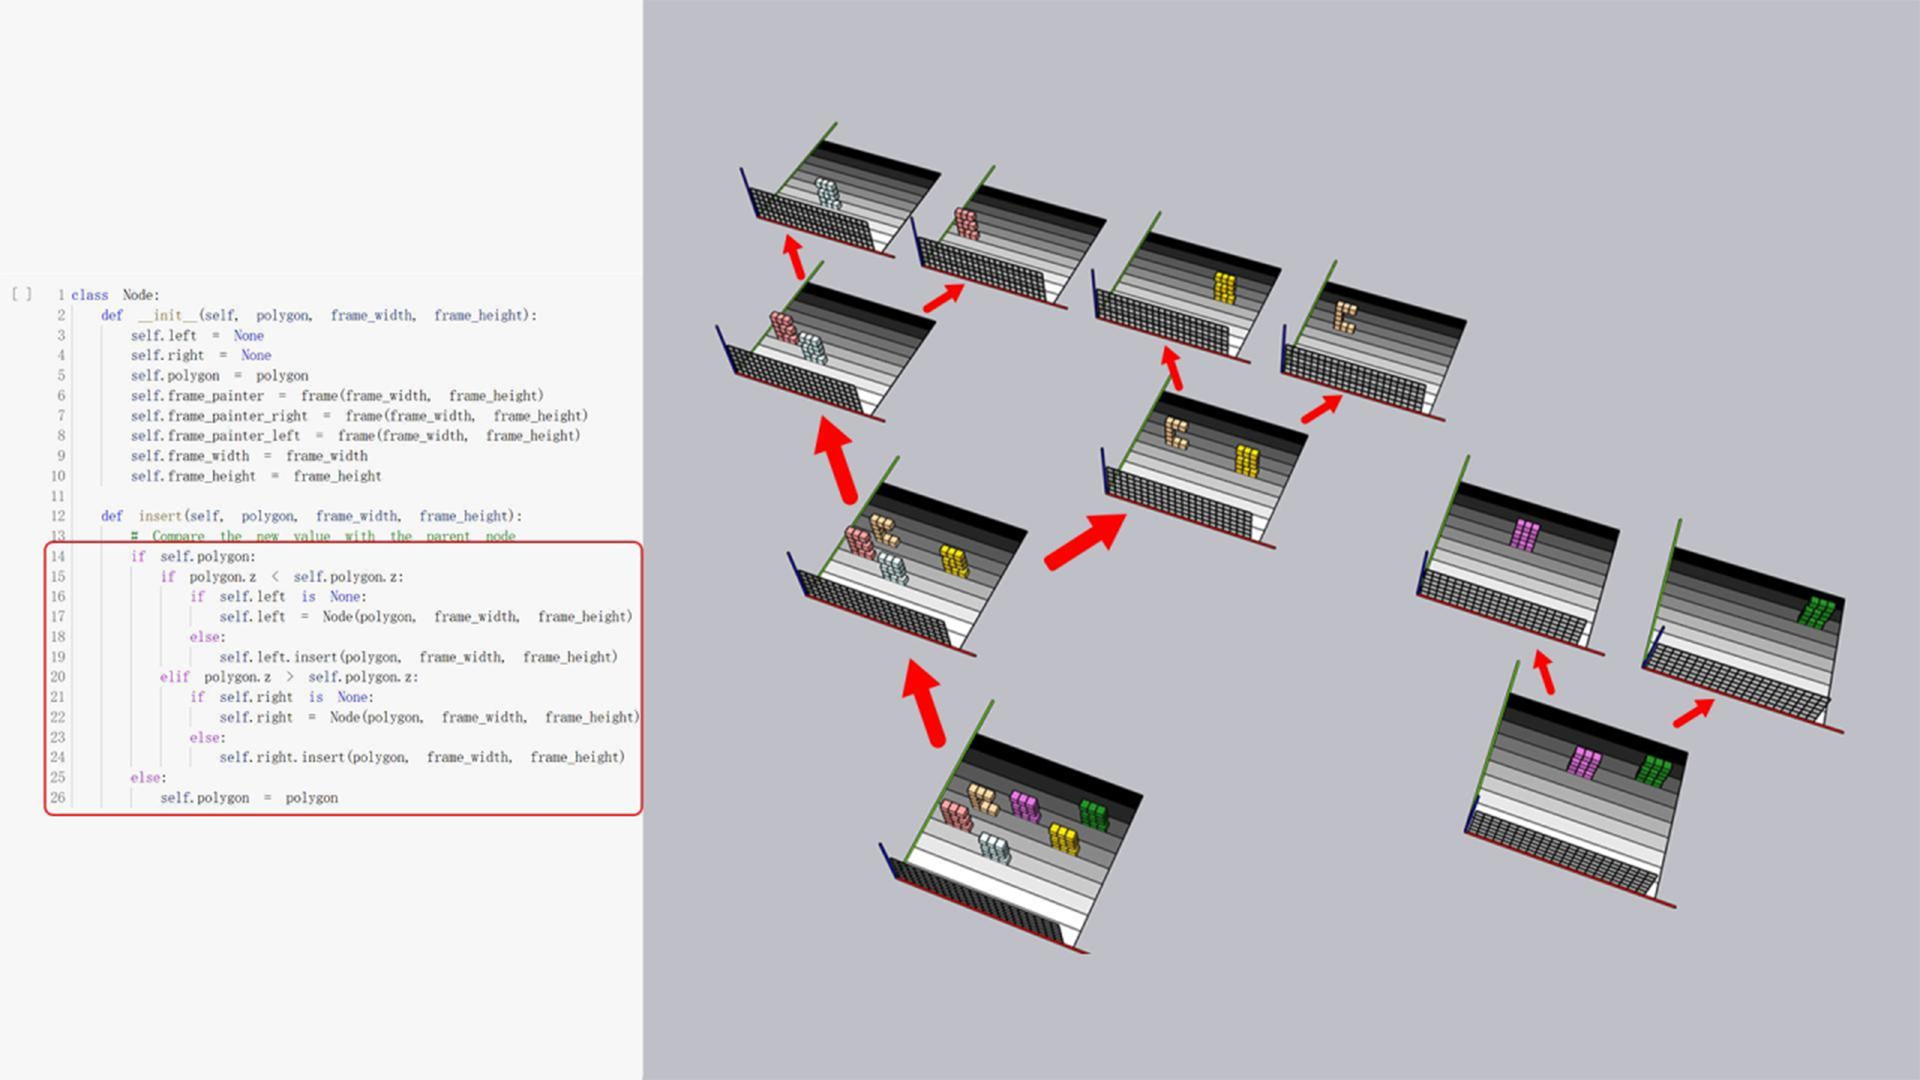 [ ] 1 class Node:
2 def __init__(self, polygon, frame_width, frame_height):
3 self.left = None
4 self.right = None
5 self.polygon = polygon
6 self.frame_painter = frame(frame_width, frame_height)
7 self.frame_painter_right = frame(frame_width, frame_height)
8 self.frame_painter_left = frame(frame_width, frame_height)
9 self.frame_width = frame_width
10 self.frame_height = frame_height
11
12 def insert(self, polygon, frame_width, frame_height):
13 # Compare the new value with the parent node
14 if self.polygon:
15 if polygon.z < self.polygon.z:
16 if self.left is None:
17 self.left = Node(polygon, frame_width, frame_height)
18 else:
19 self.left.insert(polygon, frame_width, frame_height)
20 elif polygon.z > self.polygon.z:
21 if self.right is None:
22 self.right = Node(polygon, frame_width, frame_height)
23 else:
24 self.right.insert(polygon, frame_width, frame_height)
25 else:
26 self.polygon = polygon